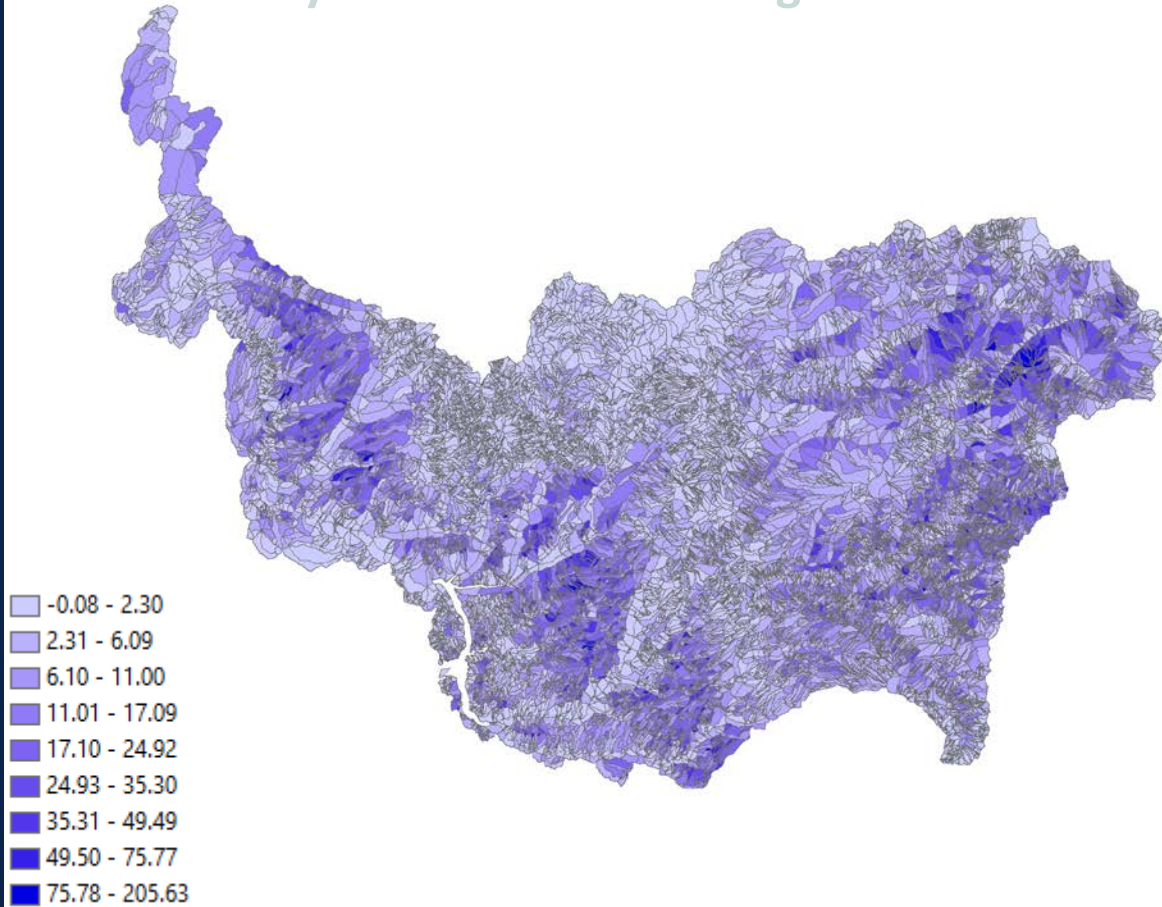 -0.08 - 2.30
2.31 - 6.09
6.10 - 11.00
11.01 - 17.09
17.10 - 24.92
24.93 - 35.30
35.31 - 49.49
49.50 - 75.77
75.78 - 205.63